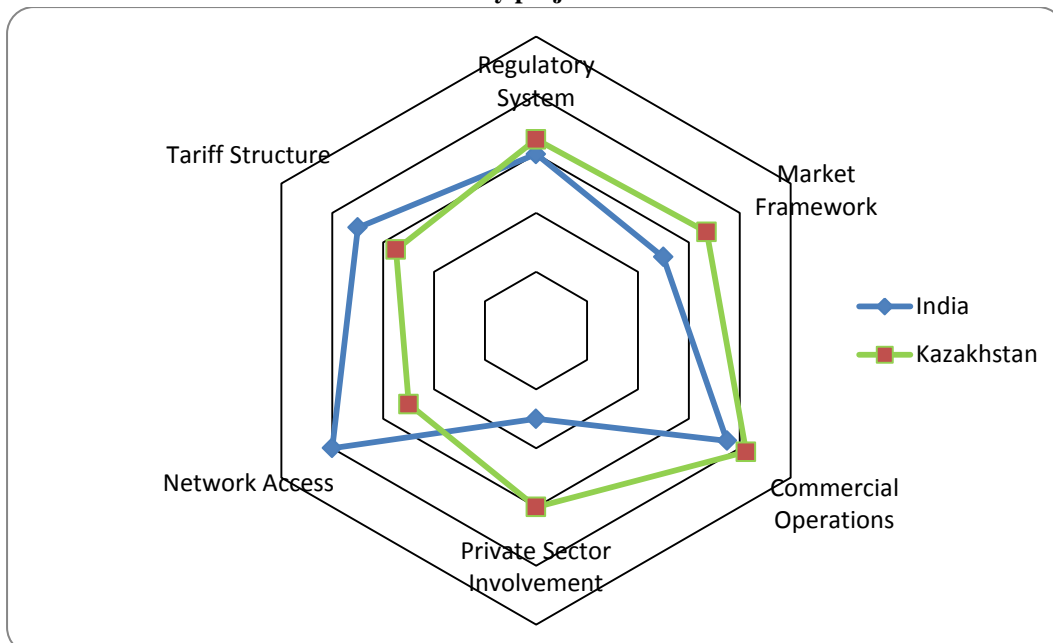 Regulatory
System
Tariff Structure
Market
Framework
India
Kazakhstan
Network Access
Commercial
Operations
Private Sector
Involvement